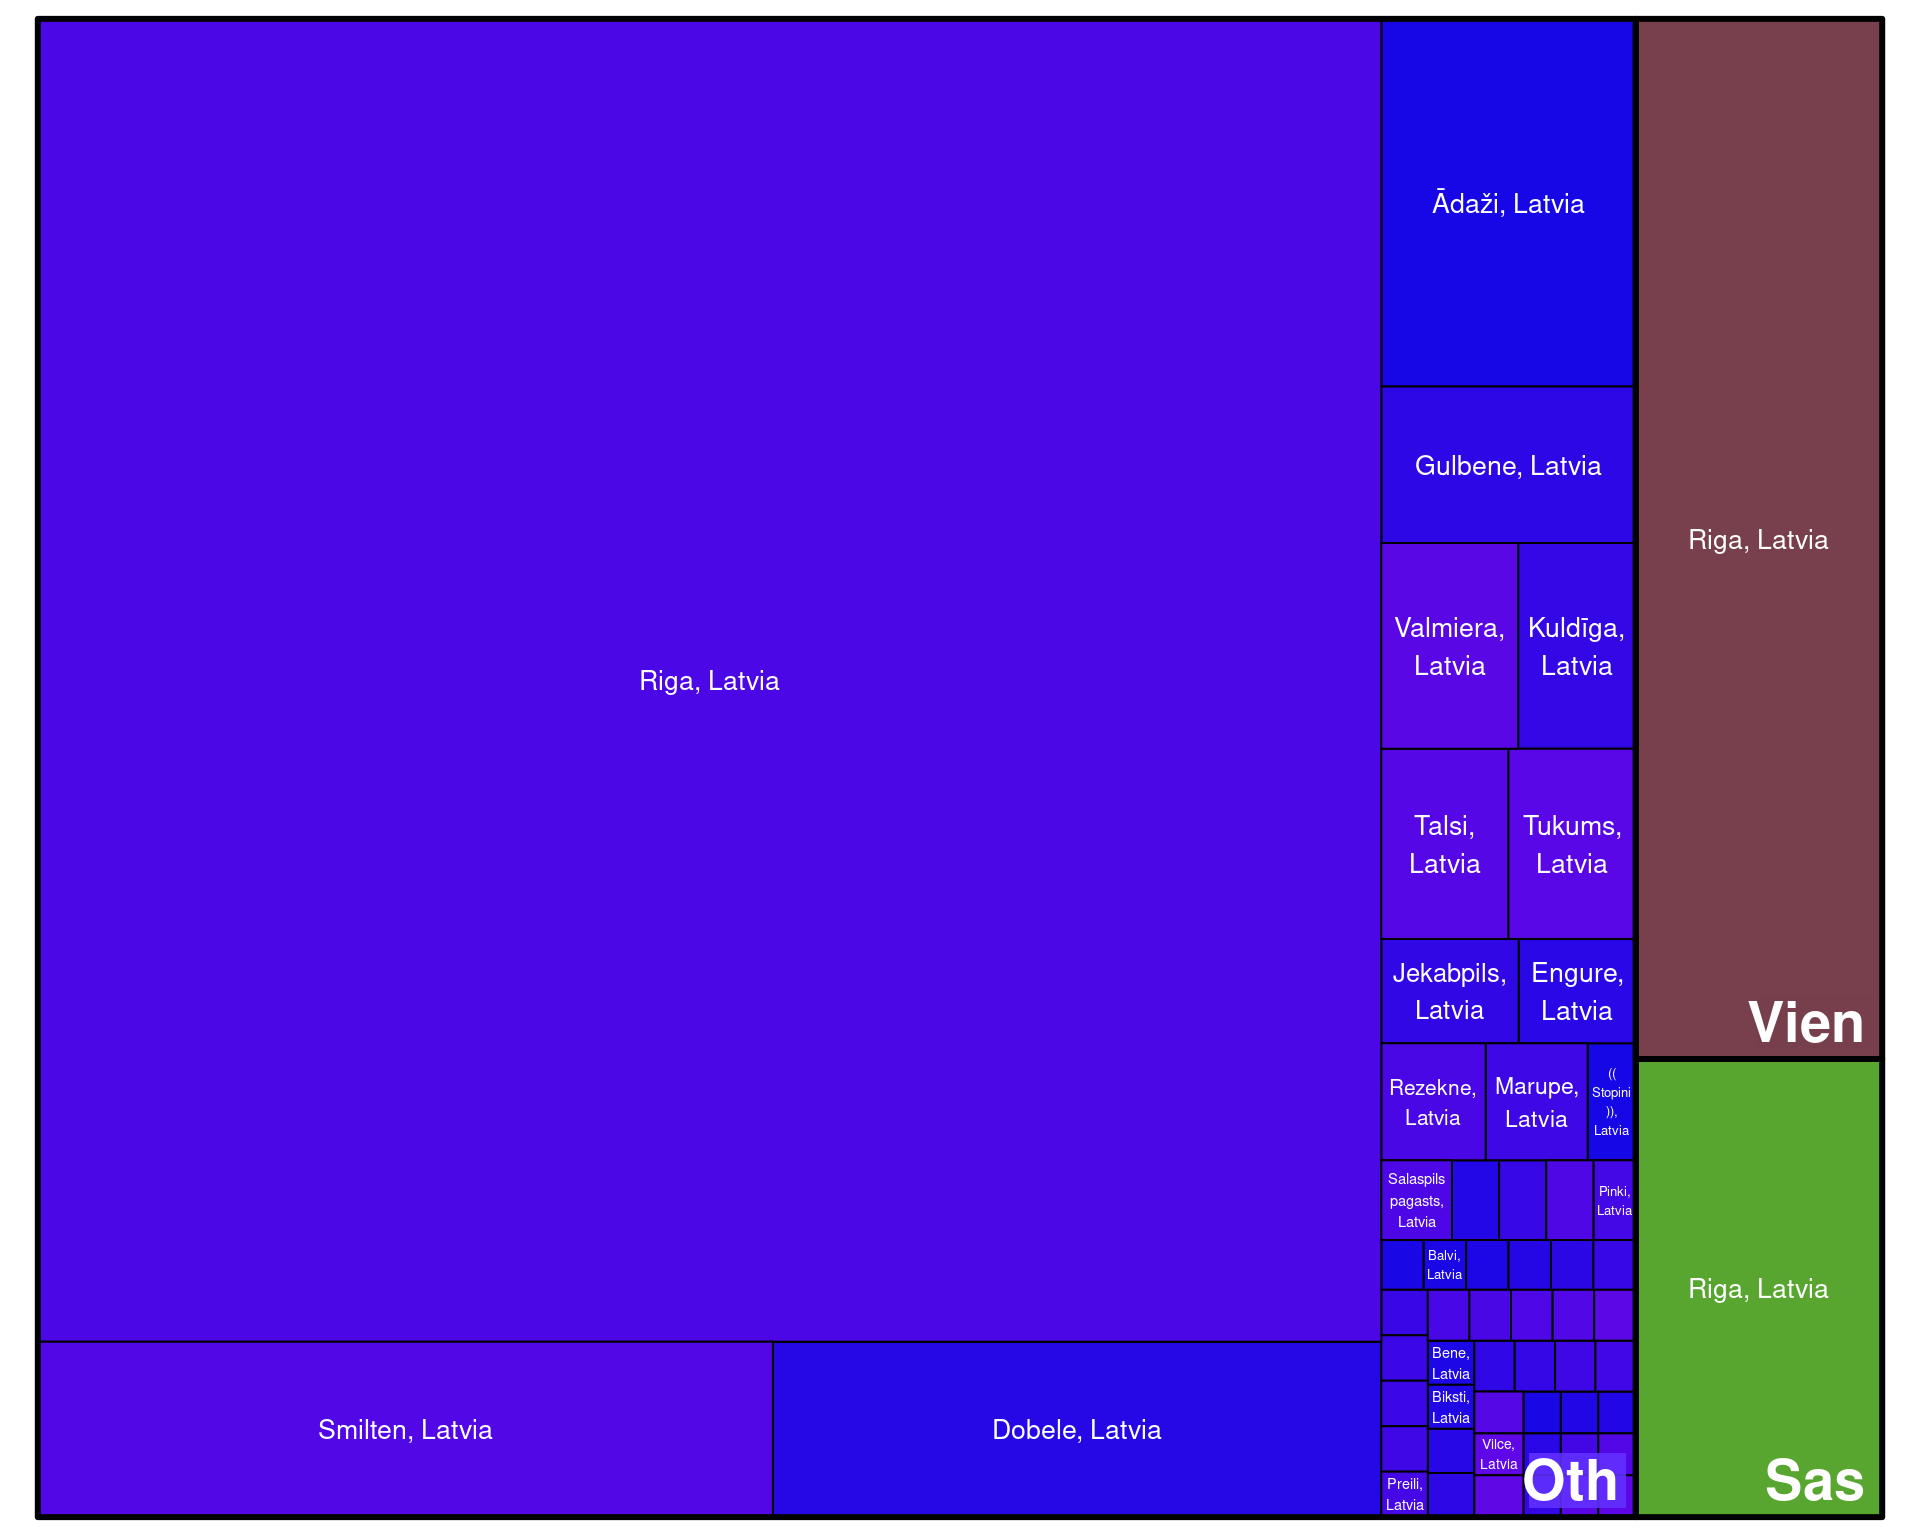 Riga, Latvia
Smilten, Latvia
Dobele, Latvia
Ādaži, Latvia
Gulbene, Latvia
Valmiera,
Latvia
Kuldīga,
Latvia
Talsi,
Latvia
Tukums,
Latvia
Jekabpils,
Latvia
Engure,
Latvia
Rezekne,
Latvia
Marupe,
Latvia
((
Stopini
)),
Latvia
Salaspils
pagasts,
Latvia
Pinki,
Latvia
Balvi,
Latvia
Bene,
Latvia
Biksti,
Latvia
Vilce,
Latvia
Preili,
Latvia
Oth
Riga, Latvia
Vien
Riga, Latvia
Sas